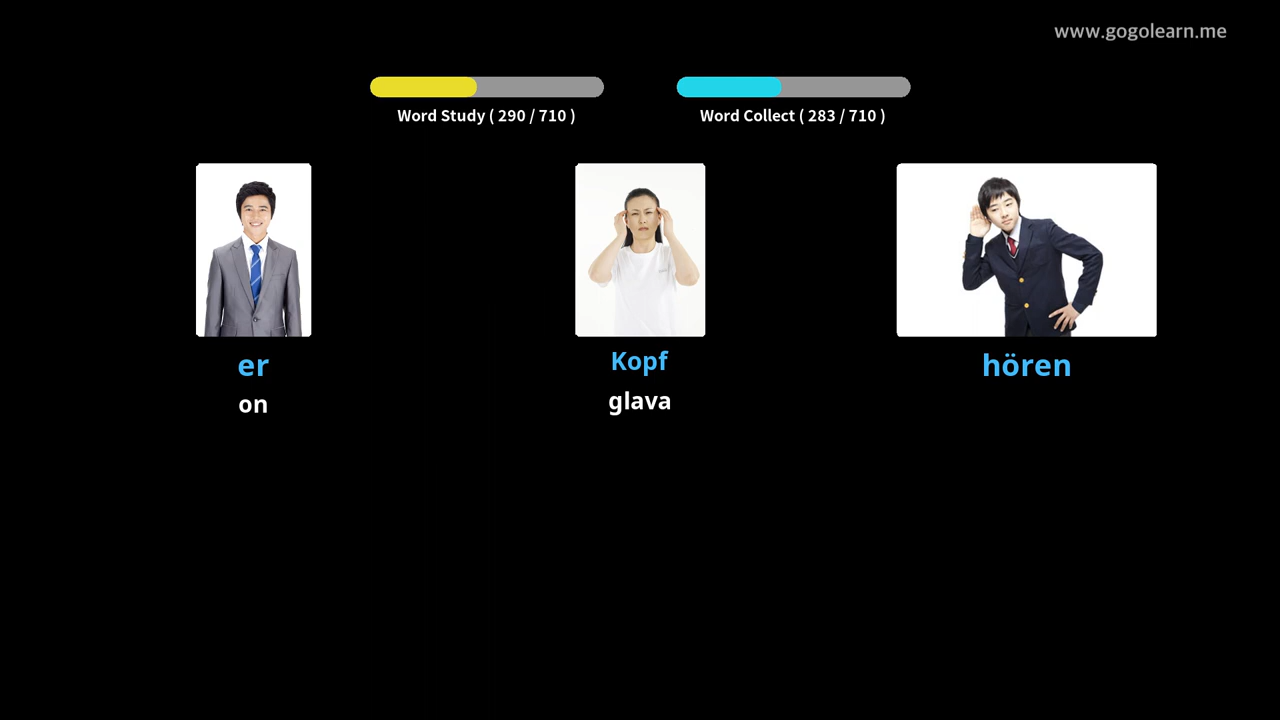 www.gogolearn.me
Word Study ( 290 / 710 )
Word Collect ( 283 / 710 )
er
on
Kopf
glava
hören